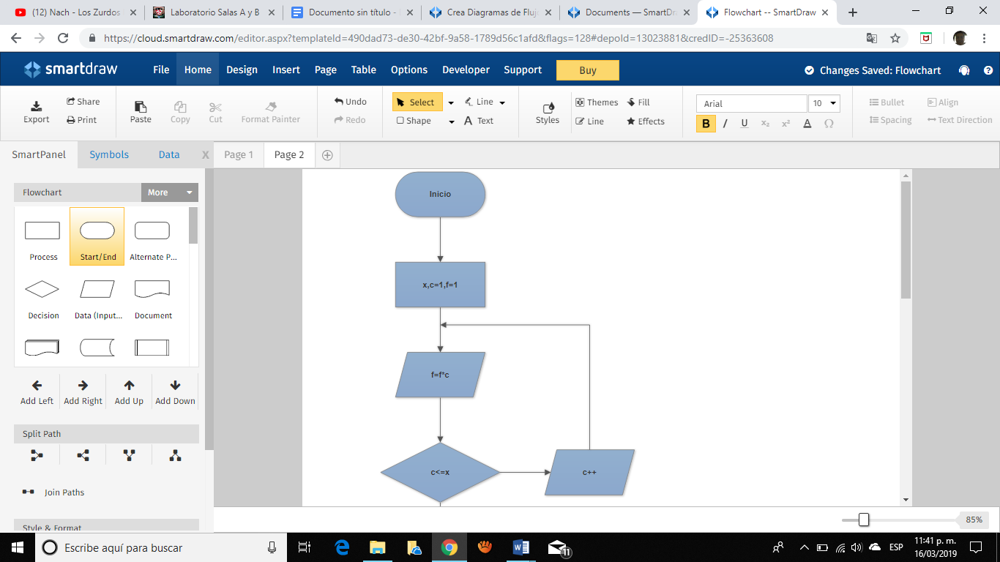 (12) Nach - Los Zurdos
Laboratorio Salas A y B
Documento sin título -
Crea Diagramas de Fluj
Documents — SmartDr
Flowchart -- SmartDraw
https://cloud.smartdraw.com/editor.aspx?templateId=490dad73-de30-42bf-9a58-1789d56c1afd&flags=128#depoId=13023881&credID=-25363608
smartdraw File Home Design Insert Page Table Options Developer Support Buy Changes Saved: Flowchart
Export
Share
Print
Paste
Copy
Cut
Format Painter
Undo
Redo
Select
Line
Shape
Text
Styles
Themes
Fill
Line
Effects
Arial
10
B I U x₂ x² A Ω
Bullet
Align
Spacing
Text Direction
SmartPanel Symbols Data X
Page 1 Page 2
Flowchart More
Process Start/End Alternate P...
Decision Data (Input... Document
Add Left Add Right Add Up Add Down
Split Path
Join Paths
Style & Format
Inicio
x,c=1,f=1
f=f*c
c<=x
c++
85%
Escribe aquí para buscar
11
ESP
11:41 p. m.
16/03/2019